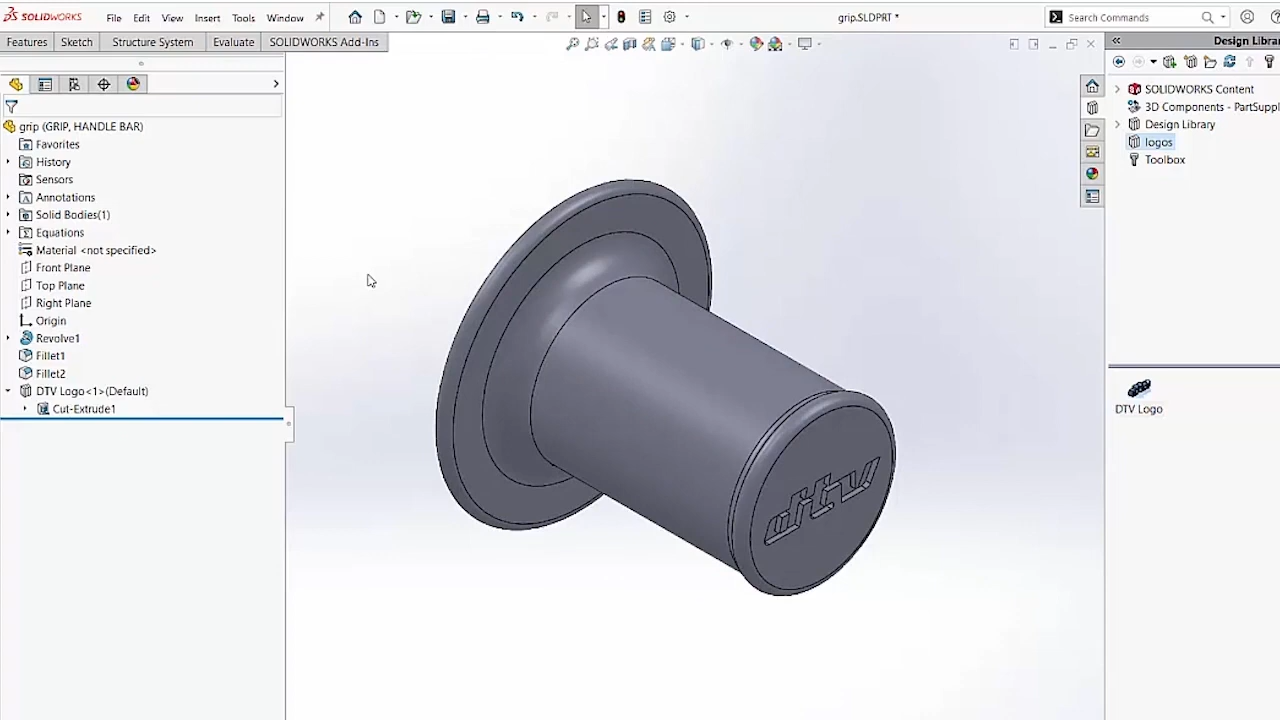 SOLIDWORKS File Edit View Insert Tools Window grip.SLDPRT * Search Commands
Features Sketch Structure System Evaluate SOLIDWORKS Add-Ins
grip (GRIP, HANDLE BAR)
Favorites
History
Sensors
Annotations
Solid Bodies(1)
Equations
Material <not specified>
Front Plane
Top Plane
Right Plane
Origin
Revolve1
Fillet1
Fillet2
DTV Logo<1>(Default)
Cut-Extrude1
dtv
Design Librar
SOLIDWORKS Content
3D Components - PartSuppl
Design Library
logos
Toolbox
DTV Logo